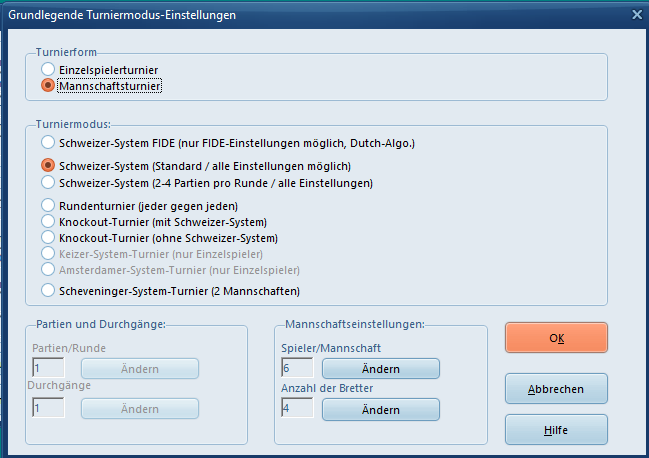 Grundlegende Turniermodus-Einstellungen
Turnierform
Einzelspielerturnier
Mannschaftsturnier
Turniermodus:
Schweizer-System FIDE (nur FIDE-Einstellungen möglich, Dutch-Algo.)
Schweizer-System (Standard / alle Einstellungen möglich)
Schweizer-System (2-4 Partien pro Runde / alle Einstellungen)
Rundenturnier (jeder gegen jeden)
Knockout-Turnier (mit Schweizer-System)
Knockout-Turnier (ohne Schweizer-System)
Keizer-System-Turnier (nur Einzelspieler)
Amsterdamer-System-Turnier (nur Einzelspieler)
Scheveninger-System-Turnier (2 Mannschaften)
Partien und Durchgänge:
Partien/Runde
1 Ändern
Durchgänge
1 Ändern
Mannschaftseinstellungen:
Spieler/Mannschaft
6 Ändern
Anzahl der Bretter
4 Ändern
OK
Abbrechen
Hilfe